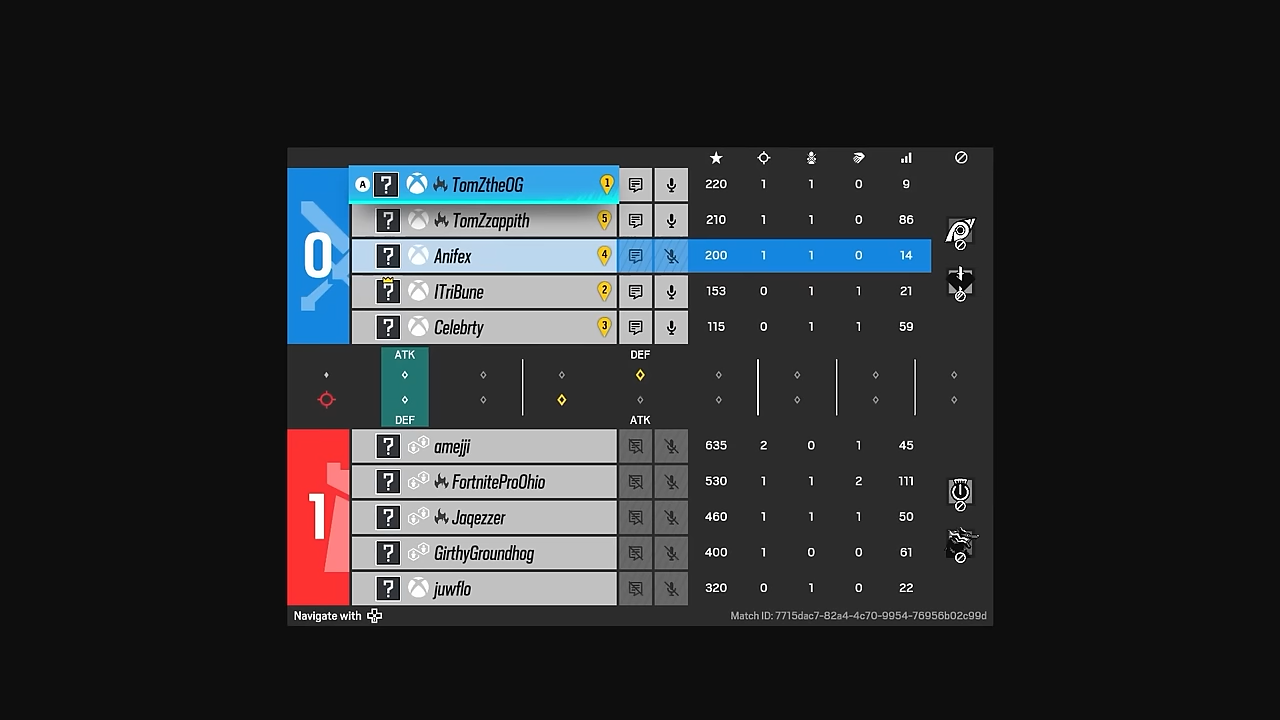 A ? TomZtheOG 1 220 1 1 0 9
? TomZzappith 5 210 1 1 0 86
0
? Anifex 4 200 1 1 0 14
? ITriBune 2 153 0 1 1 21
? Celebrty 3 115 0 1 1 59
ATK DEF
DEF ATK
? amejji 635 2 0 1 45
? FortniteProOhio 530 1 1 2 111
1
? Jaqezzer 460 1 1 1 50
? GirthyGroundhog 400 1 0 0 61
? juwflo 320 0 1 0 22
Navigate with Match ID: 7715dac7-82a4-4c70-9954-76956b02c99d